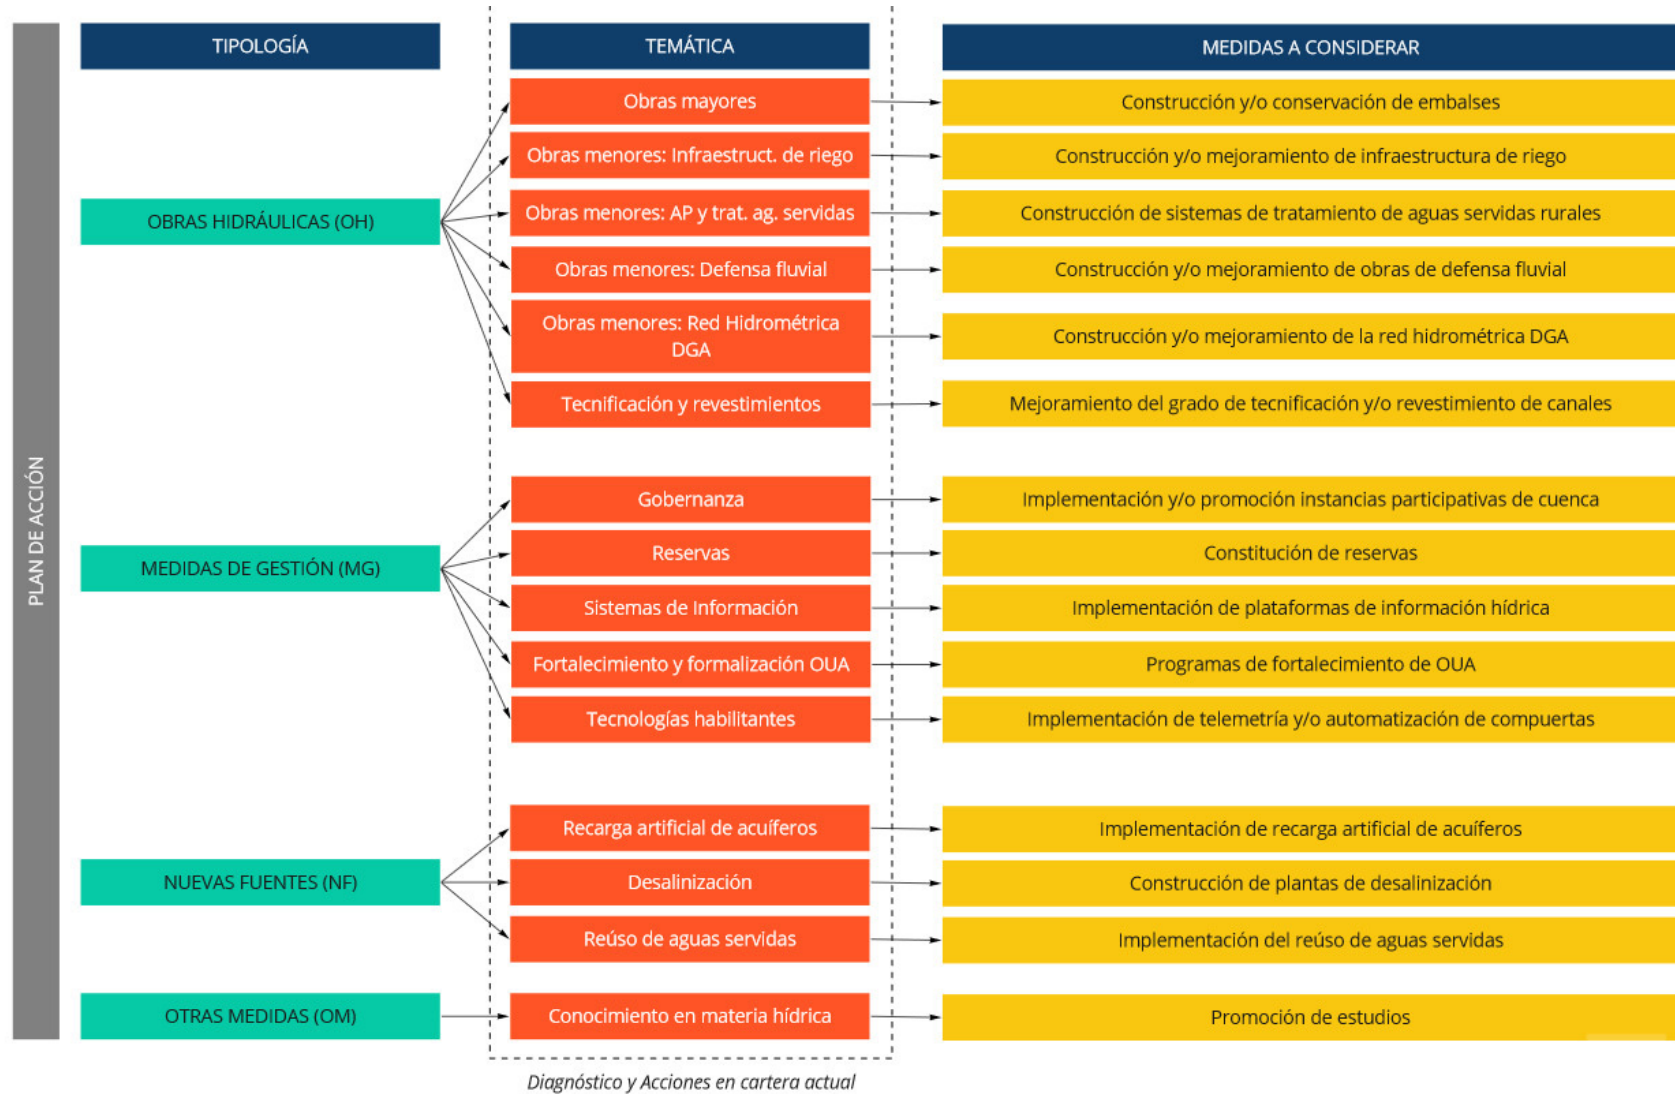 PLAN DE ACCIÓN
TIPOLOGÍA
TEMÁTICA
MEDIDAS A CONSIDERAR
OBRAS HIDRÁULICAS (OH)
Obras mayores
Construcción y/o conservación de embalses
Obras menores: Infraestruct. de riego
Construcción y/o mejoramiento de infraestructura de riego
Obras menores: AP y trat. ag. servidas
Construcción de sistemas de tratamiento de aguas servidas rurales
Obras menores: Defensa fluvial
Construcción y/o mejoramiento de obras de defensa fluvial
Obras menores: Red Hidrométrica
DGA
Construcción y/o mejoramiento de la red hidrométrica DGA
Tecnificación y revestimientos
Mejoramiento del grado de tecnificación y/o revestimiento de canales
MEDIDAS DE GESTIÓN (MG)
Gobernanza
Implementación y/o promoción instancias participativas de cuenca
Reservas
Constitución de reservas
Sistemas de Información
Implementación de plataformas de información hídrica
Fortalecimiento y formalización OUA
Programas de fortalecimiento de OUA
Tecnologías habilitantes
Implementación de telemetría y/o automatización de compuertas
NUEVAS FUENTES (NF)
Recarga artificial de acuíferos
Implementación de recarga artificial de acuíferos
Desalinización
Construcción de plantas de desalinización
Reúso de aguas servidas
Implementación del reúso de aguas servidas
OTRAS MEDIDAS (OM)
Conocimiento en materia hídrica
Promoción de estudios
Diagnóstico y Acciones en cartera actual